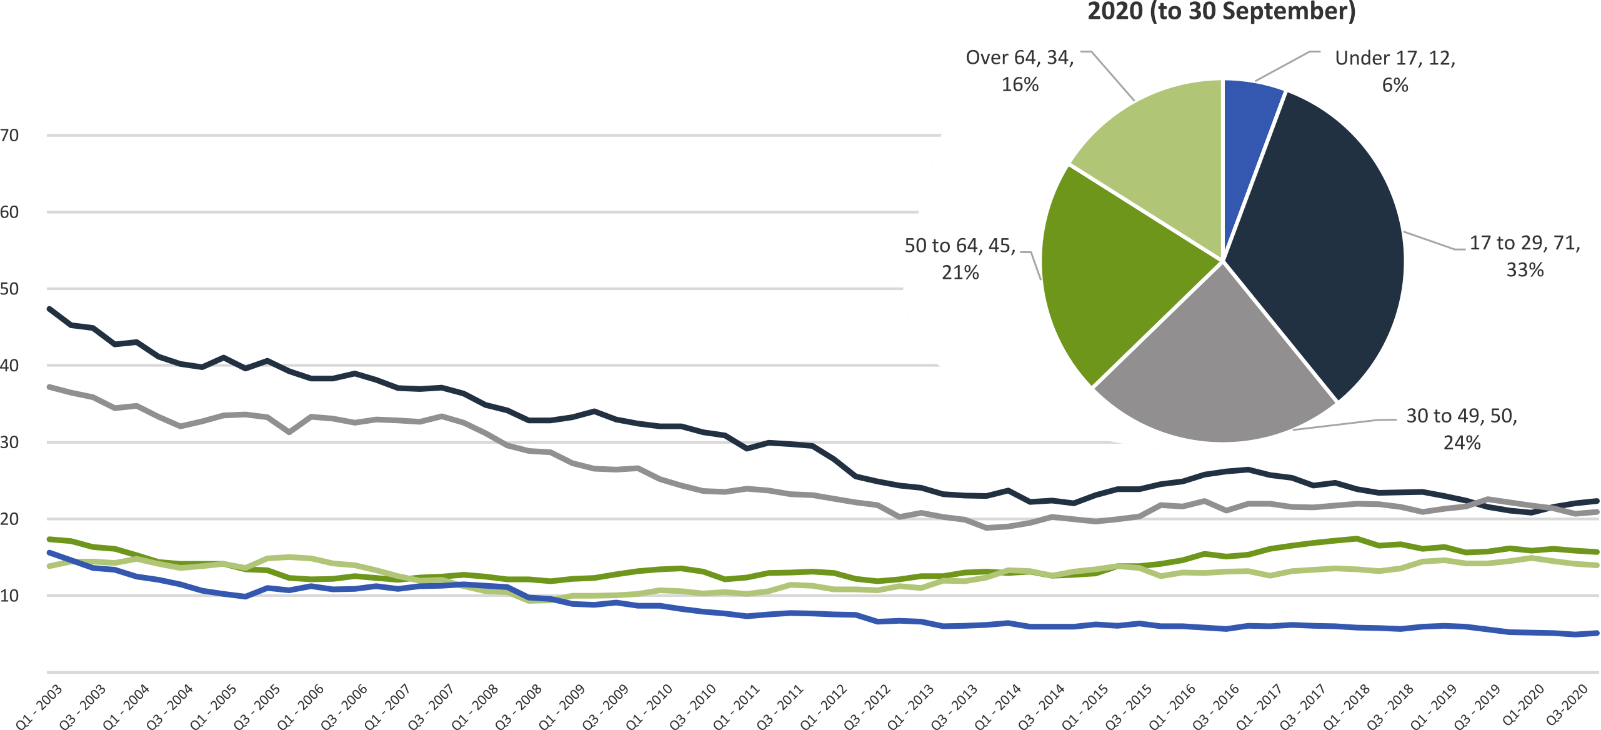 2020 (to 30 September)
Over 64, 34,
16%
Under 17, 12,
6%
50 to 64, 45,
21%
17 to 29, 71,
33%
30 to 49, 50,
24%
70
60
50
40
30
20
10
Q1 - 2003
Q3 - 2003
Q1 - 2004
Q3 - 2004
Q1 - 2005
Q3 - 2005
Q1 - 2006
Q3 - 2006
Q1 - 2007
Q3 - 2007
Q1 - 2008
Q3 - 2008
Q1 - 2009
Q3 - 2009
Q1 - 2010
Q3 - 2010
Q1 - 2011
Q3 - 2011
Q1 - 2012
Q3 - 2012
Q1 - 2013
Q3 - 2013
Q1 - 2014
Q3 - 2014
Q1 - 2015
Q3 - 2015
Q1 - 2016
Q3 - 2016
Q1 - 2017
Q3 - 2017
Q1 - 2018
Q3 - 2018
Q1 - 2019
Q3 - 2019
Q1- 2020
Q3-2020